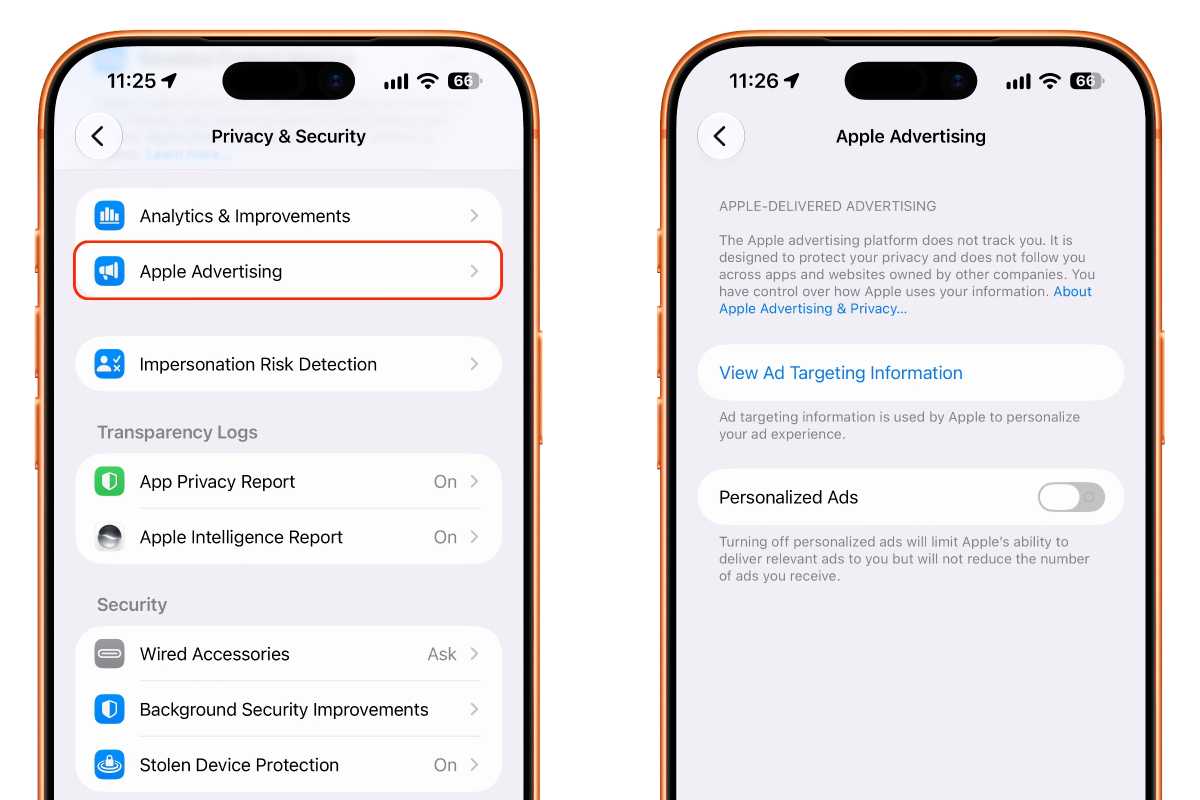 11:25
66
Privacy & Security
Learn more...
Analytics & Improvements
Apple Advertising
Impersonation Risk Detection
Transparency Logs
App Privacy Report On
Apple Intelligence Report On
Security
Wired Accessories Ask
Background Security Improvements
Stolen Device Protection On
11:26
66
Apple Advertising
APPLE-DELIVERED ADVERTISING
The Apple advertising platform does not track you. It is
designed to protect your privacy and does not follow you
across apps and websites owned by other companies. You
have control over how Apple uses your information. About
Apple Advertising & Privacy...
View Ad Targeting Information
Ad targeting information is used by Apple to personalize
your ad experience.
Personalized Ads
Turning off personalized ads will limit Apple's ability to
deliver relevant ads to you but will not reduce the number
of ads you receive.